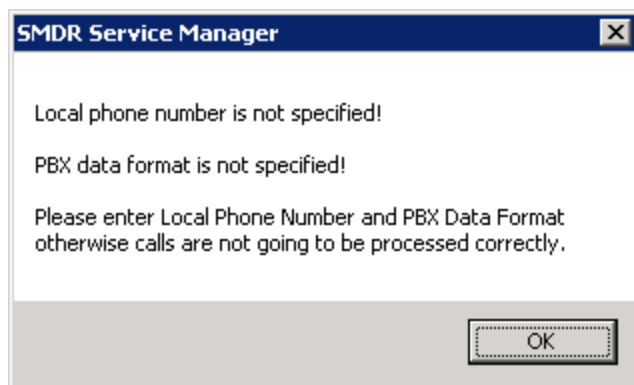 SMDR Service Manager
Local phone number is not specified!
PBX data format is not specified!
Please enter Local Phone Number and PBX Data Format
otherwise calls are not going to be processed correctly.
OK